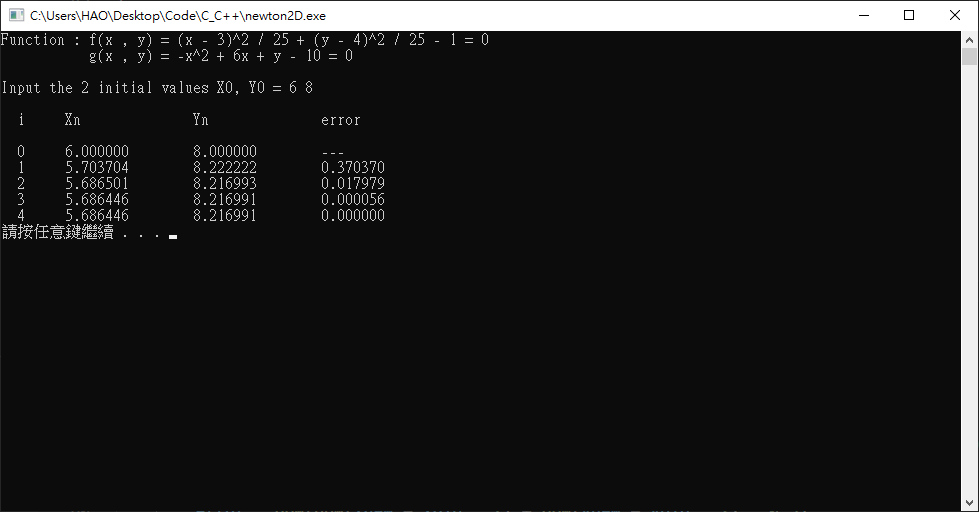 C:\Users\HAO\Desktop\Code\C_C++\newton2D.exe
Function : f(x , y) = (x - 3)^2 / 25 + (y - 4)^2 / 25 - 1 = 0
g(x , y) = -x^2 + 6x + y - 10 = 0
Input the 2 initial values X0, Y0 = 6 8
i Xn Yn error
0 6.000000 8.000000 ---
1 5.703704 8.222222 0.370370
2 5.686501 8.216993 0.017979
3 5.686446 8.216991 0.000056
4 5.686446 8.216991 0.000000
請按任意鍵繼續 . . .